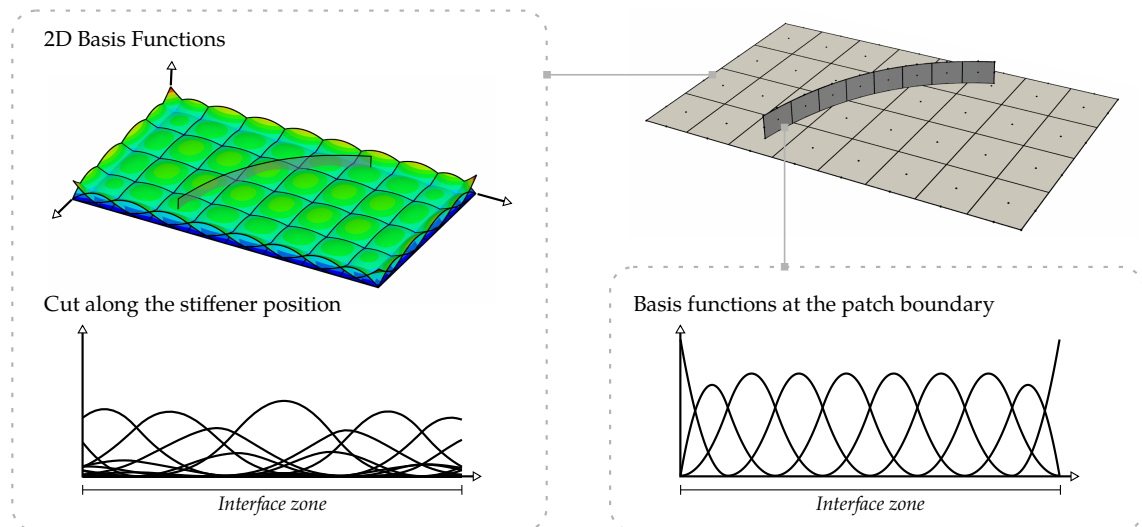 2D Basis Functions
Cut along the stiffener position
Interface zone
Basis functions at the patch boundary
Interface zone